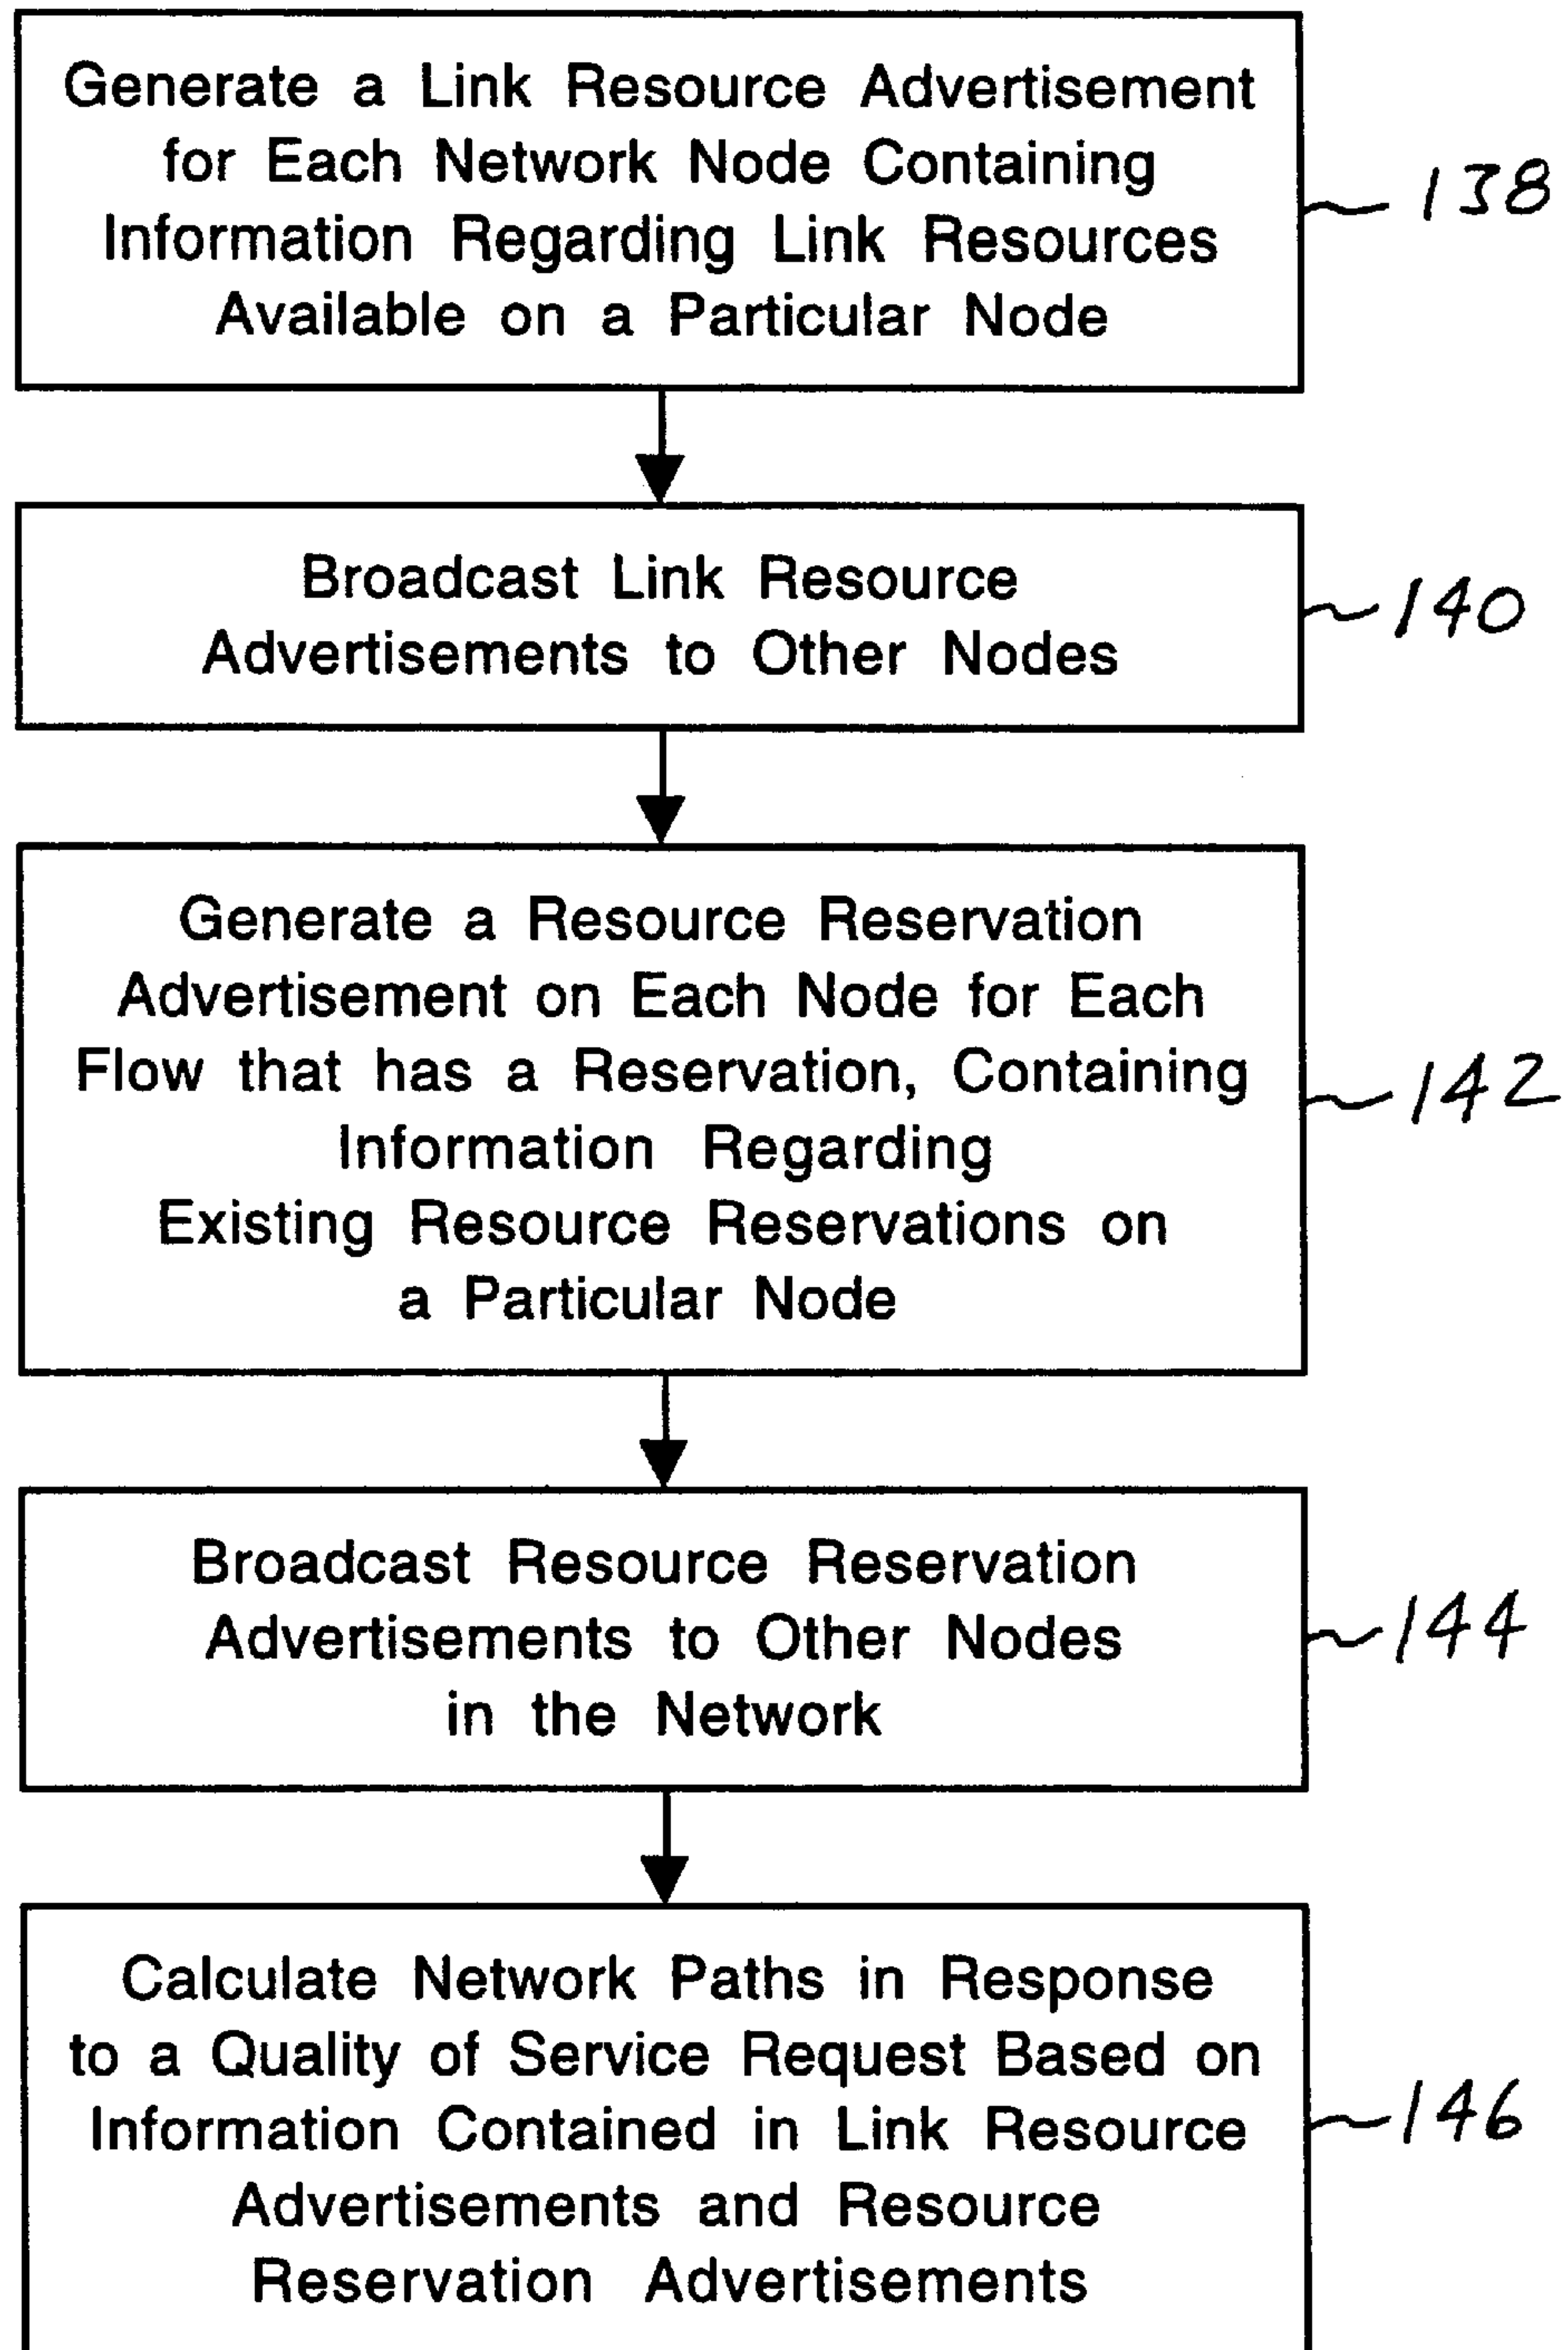 Generate a Link Resource Advertisement
for Each Network Node Containing
Information Regarding Link Resources
Available on a Particular Node
138
Broadcast Link Resource
Advertisements to Other Nodes
140
Generate a Resource Reservation
Advertisement on Each Node for Each
Flow that has a Reservation, Containing
Information Regarding
Existing Resource Reservations on
a Particular Node
142
Broadcast Resource Reservation
Advertisements to Other Nodes
in the Network
144
Calculate Network Paths in Response
to a Quality of Service Request Based on
Information Contained in Link Resource
Advertisements and Resource
Reservation Advertisements
146